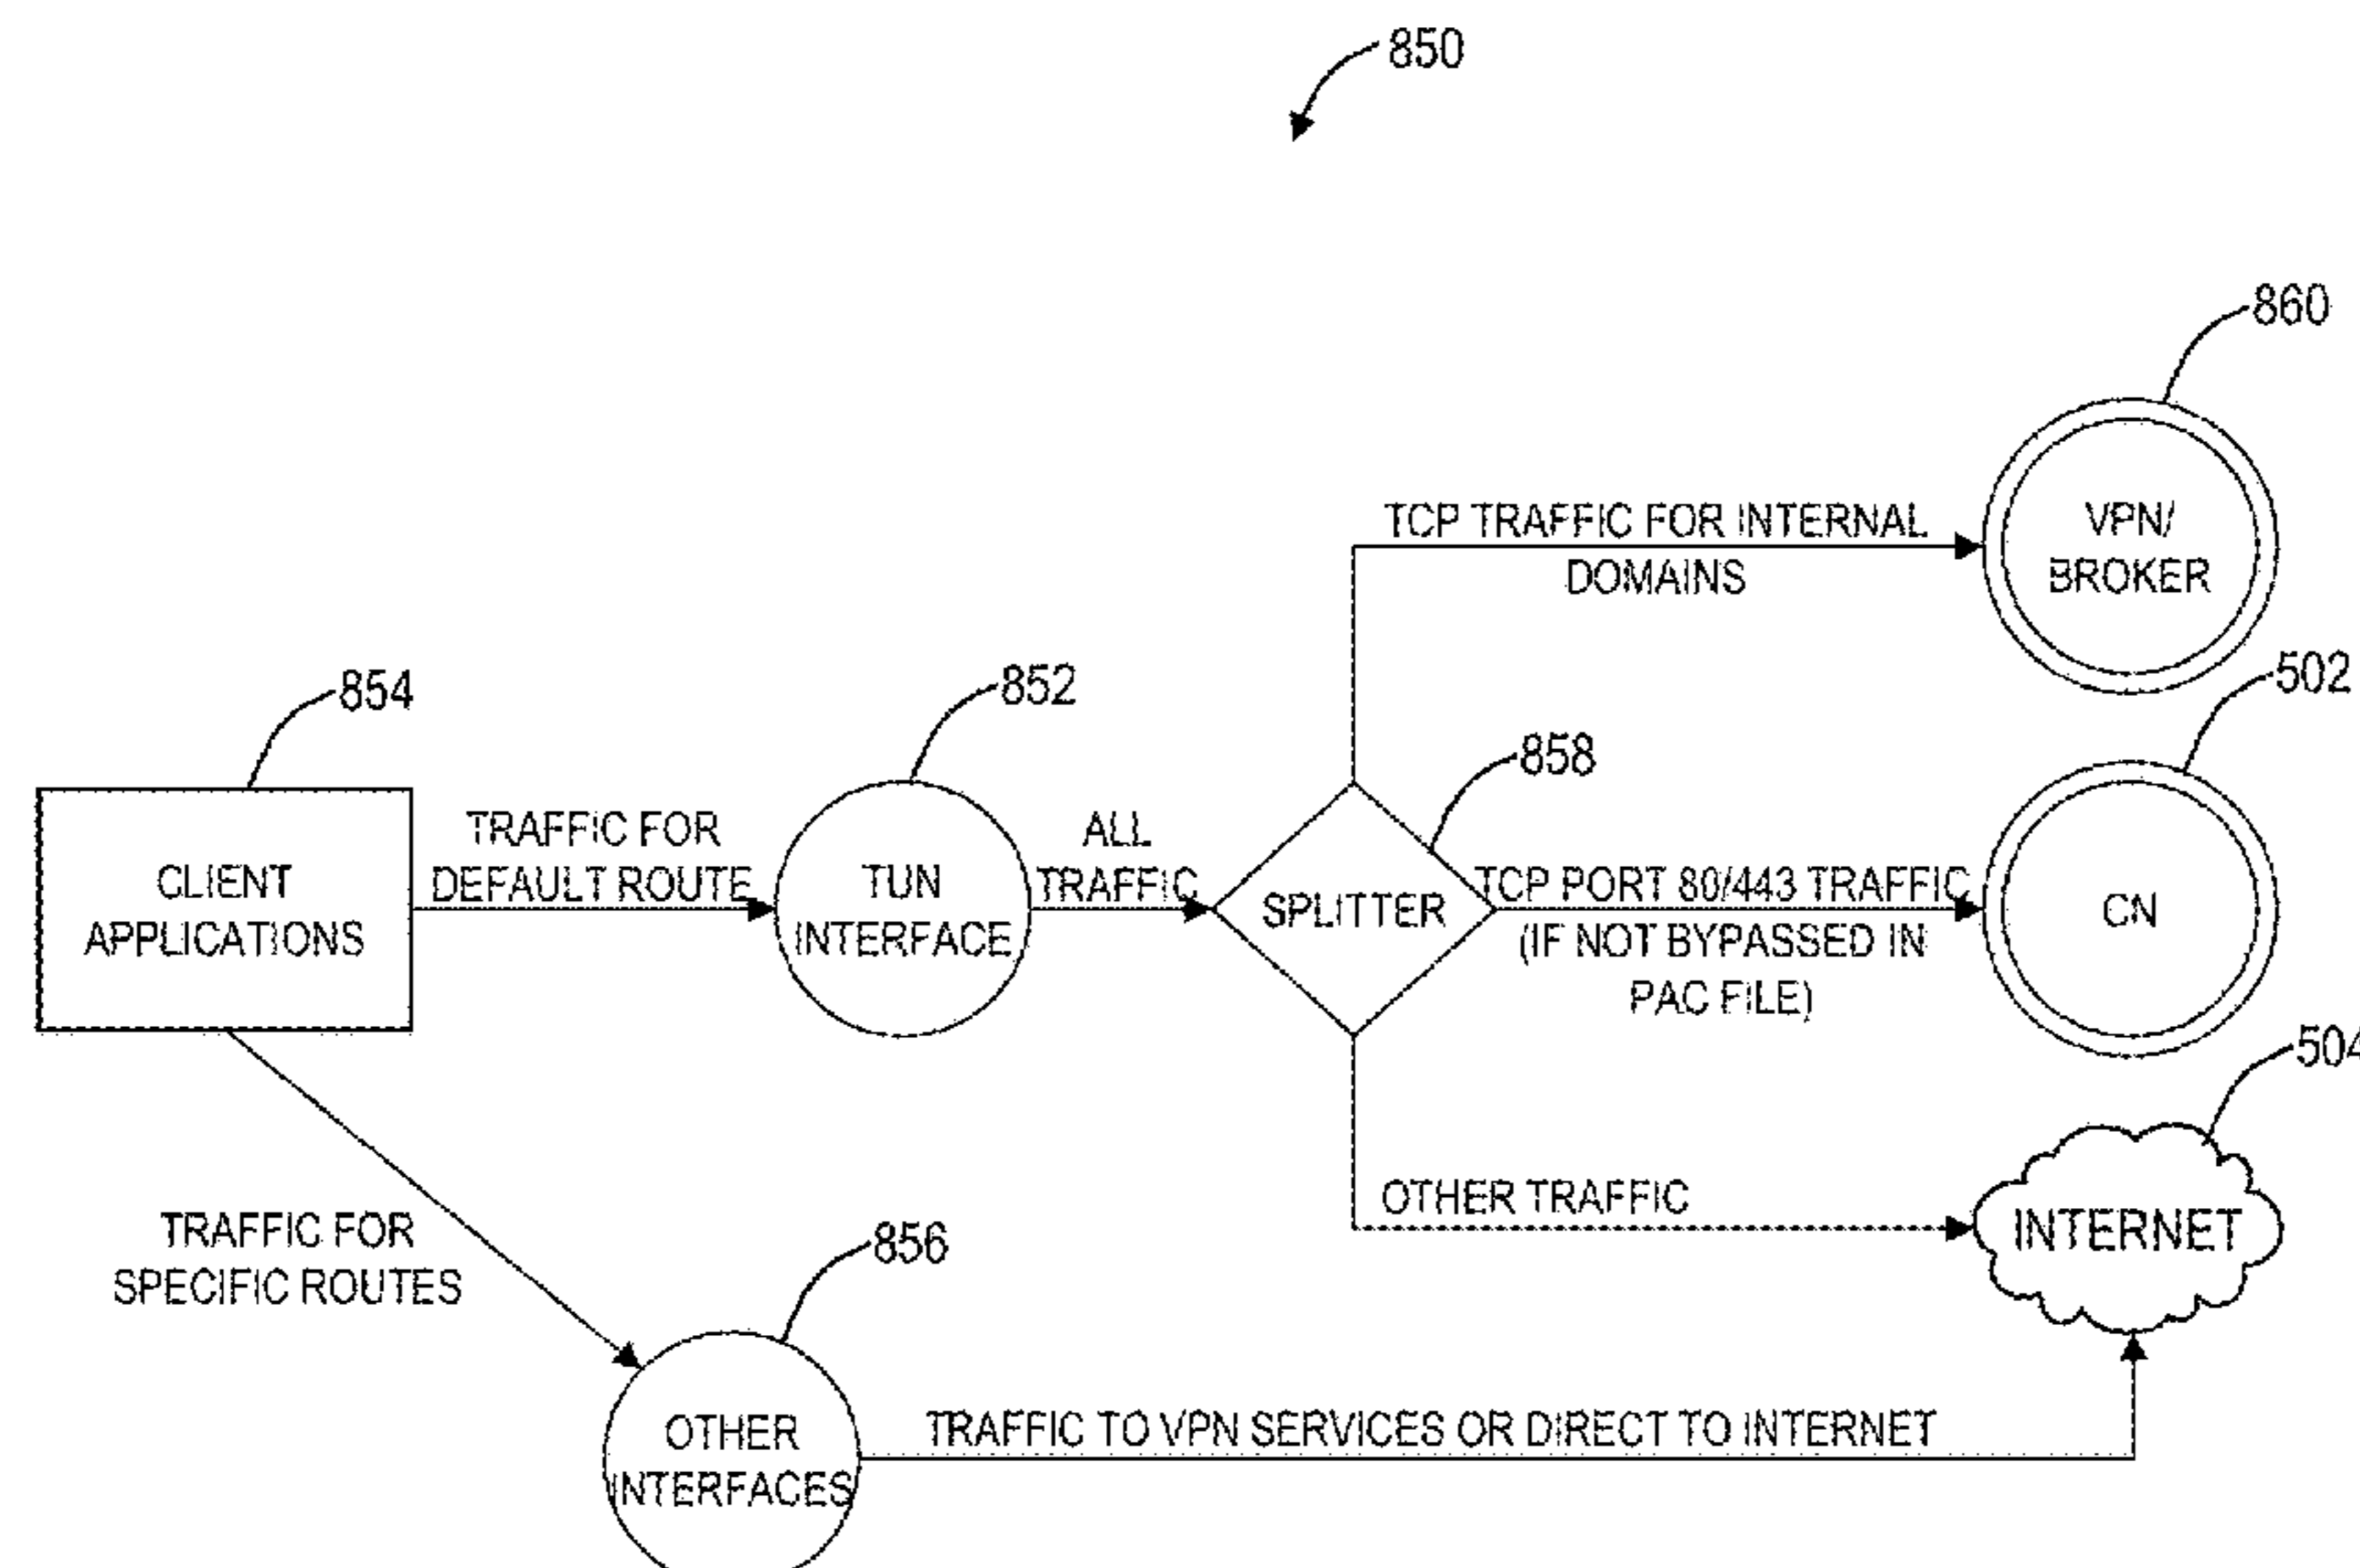 850
860
TCP TRAFFIC FOR INTERNAL
DOMAINS
VPN/
BROKER
502
854
852
858
TRAFFIC FOR
DEFAULT ROUTE
ALL
TRAFFIC
CLIENT
APPLICATIONS
TUN
INTERFACE
SPLITTER
TCP PORT 80/443 TRAFFIC
(IF NOT BYPASSED IN
PAC FILE)
CN
504
OTHER TRAFFIC
INTERNET
TRAFFIC FOR
SPECIFIC ROUTES
856
OTHER
INTERFACES
TRAFFIC TO VPN SERVICES OR DIRECT TO INTERNET